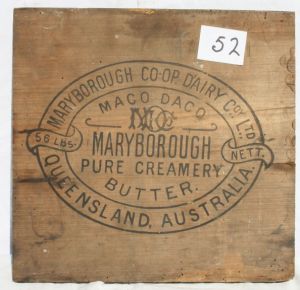 52
MARYBOROUGH CO-OP. DAIRY Co. LTD.
MACO DACO
56 LBS.
NETT.
MARYBOROUGH
PURE CREAMERY
BUTTER.
QUEENSLAND, AUSTRALIA.